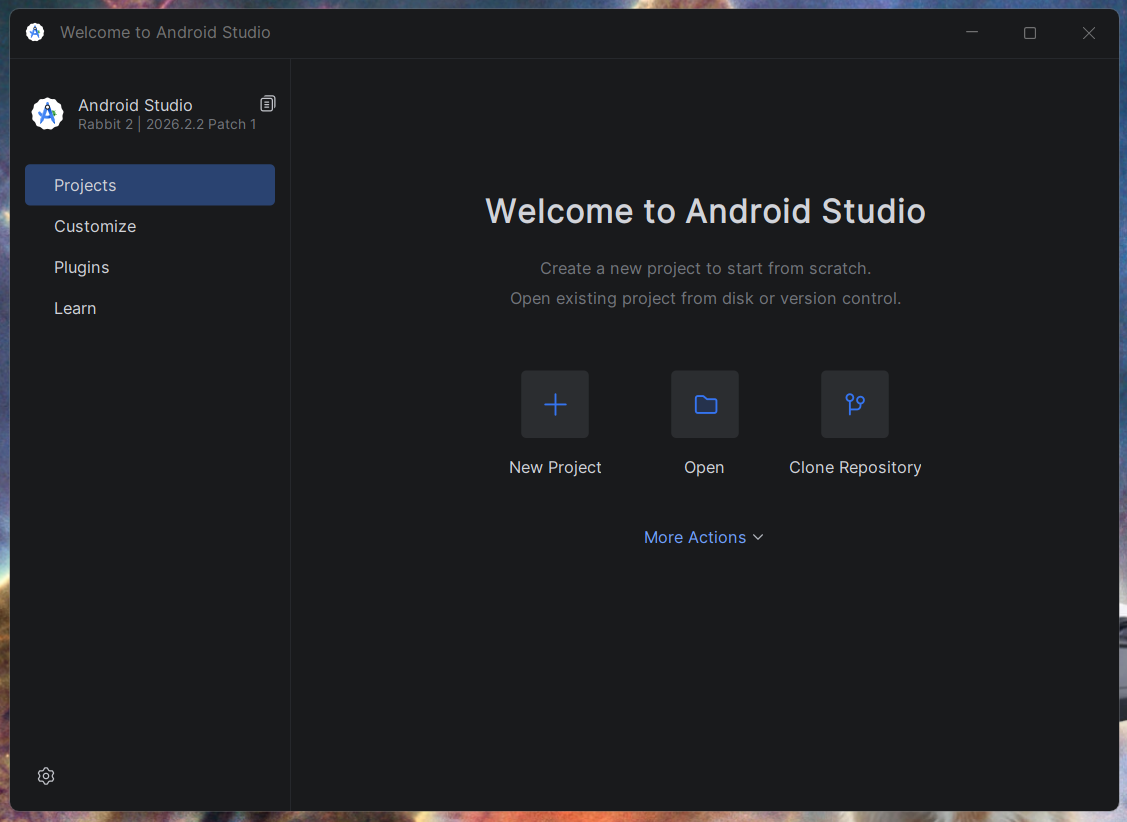 Welcome to Android Studio
Android Studio
Rabbit 2 | 2026.2.2 Patch 1
Projects
Customize
Plugins
Learn
Welcome to Android Studio
Create a new project to start from scratch.
Open existing project from disk or version control.
New Project
Open
Clone Repository
More Actions